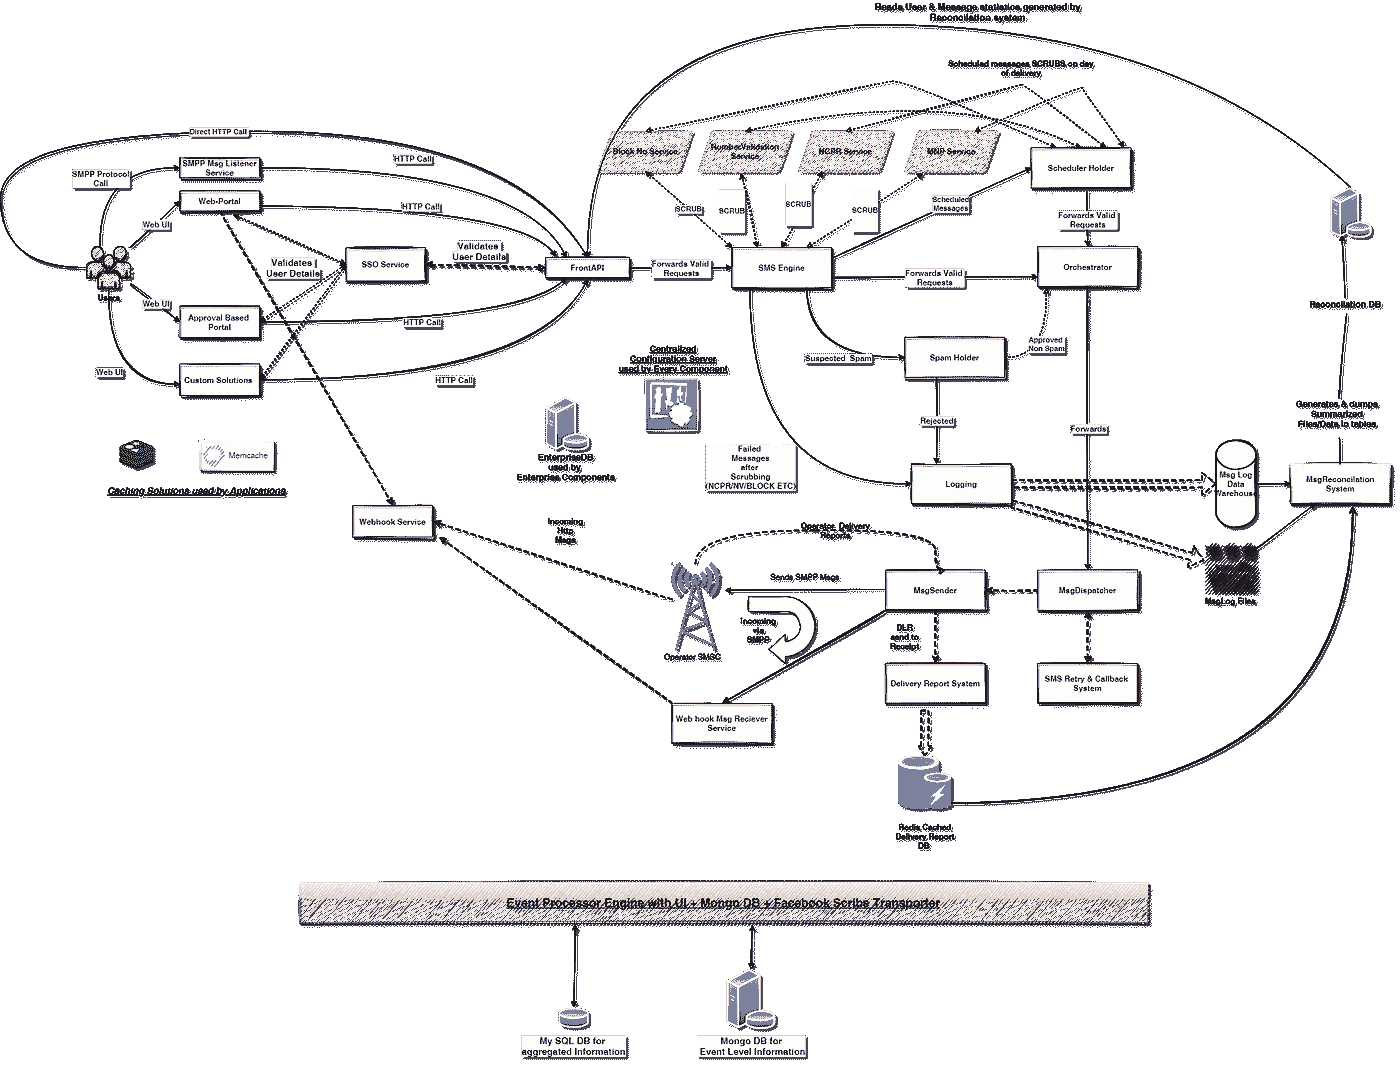 Reads User & Message statistics generated by
Reconcilation system
Scheduled messages SCRUBS on day
of delivery
Direct HTTP Call
SMPP Msg Listener
Service
HTTP Call
SMPP Protocol
Call
Block No Service
NumberValidation
Service
NCPR Service
MNP Service
Scheduler Holder
Web-Portal
HTTP Call
Web UI
SCRUB
SCRUB
SCRUB
SCRUB
Scheduled
Messages
Forwards Valid
Requests
Validates
User Details
SSO Service
Validates
User Details
FrontAPI
Forwards Valid
Requests
SMS Engine
Forwards Valid
Requests
Orchestrator
Users
Web UI
Approval Based
Portal
HTTP Call
Reconcilation DB
Centralized
Configuration Server
used by Every Component
Suspected Spam
Spam Holder
Approved
Non Spam
Web UI
Custom Solutions
HTTP Call
Generates & dumps
Summarized
Files/Data to tables
Rejected
Forwards
Memcache
Caching Solutions used by Applications
EnterpriseDB
used by
Enterprise Components
Failed
Messages
after
Scrubbing
(NCPR/NV/BLOCK ETC)
Logging
Msg Log
Data
Warehouse
MsgReconcilation
System
Webhook Service
Incoming
Http
Msgs
Operator Delivery
Reports
Sends SMPP Msgs
MsgSender
MsgDispatcher
MsgLog Files
Incoming
via
SMPP
DLR
send to
Receipt
Operator SMSC
Delivery Report System
SMS Retry & Callback
System
Web hook Msg Reciever
Service
Redis Cached
Delivery Report
DB
Event Processor Engine with UI + Mongo DB + Facebook Scribe Transporter
My SQL DB for
aggregated Information
Mongo DB for
Event Level Information